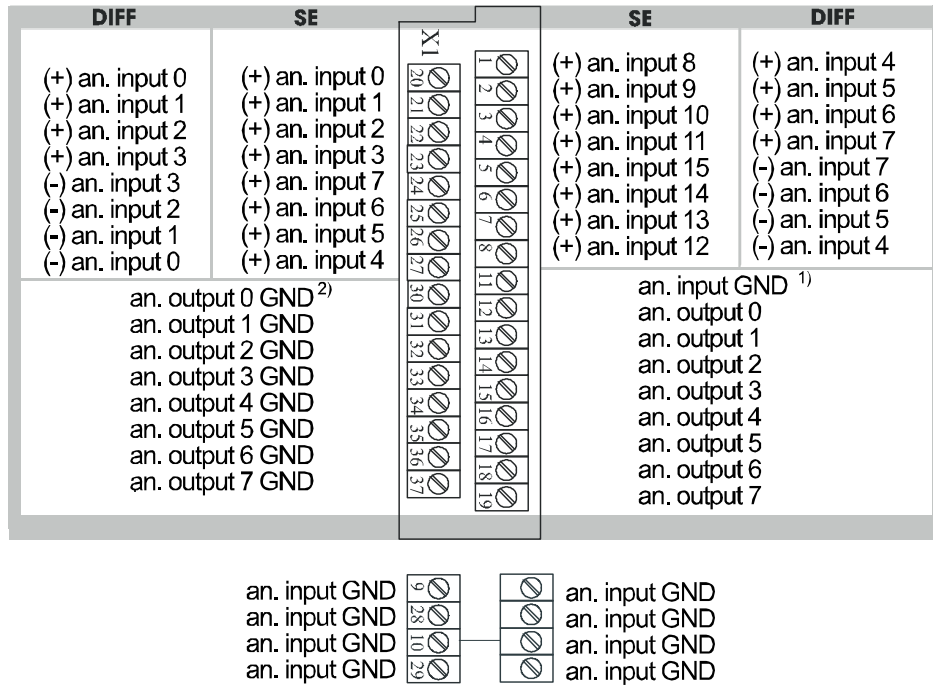 DIFF SE SE DIFF
X1
(+) an. input 0 (+) an. input 0 20 1 (+) an. input 8 (+) an. input 4
(+) an. input 1 (+) an. input 1 21 2 (+) an. input 9 (+) an. input 5
(+) an. input 2 (+) an. input 2 22 3 (+) an. input 10 (+) an. input 6
(+) an. input 3 (+) an. input 3 23 4 (+) an. input 11 (+) an. input 7
(-) an. input 3 (+) an. input 7 24 5 (+) an. input 15 (-) an. input 7
(-) an. input 2 (+) an. input 6 25 6 (+) an. input 14 (-) an. input 6
(-) an. input 1 (+) an. input 5 26 7 (+) an. input 13 (-) an. input 5
(-) an. input 0 (+) an. input 4 27 8 (+) an. input 12 (-) an. input 4
an. output 0 GND 2) 30 11 an. input GND 1)
an. output 1 GND 31 12 an. output 0
an. output 2 GND 32 13 an. output 1
an. output 3 GND 33 14 an. output 2
an. output 4 GND 34 15 an. output 3
an. output 5 GND 35 16 an. output 4
an. output 6 GND 36 17 an. output 5
an. output 7 GND 37 18 an. output 6
19 an. output 7
an. input GND 9 an. input GND
an. input GND 28 an. input GND
an. input GND 10 an. input GND
an. input GND 29 an. input GND